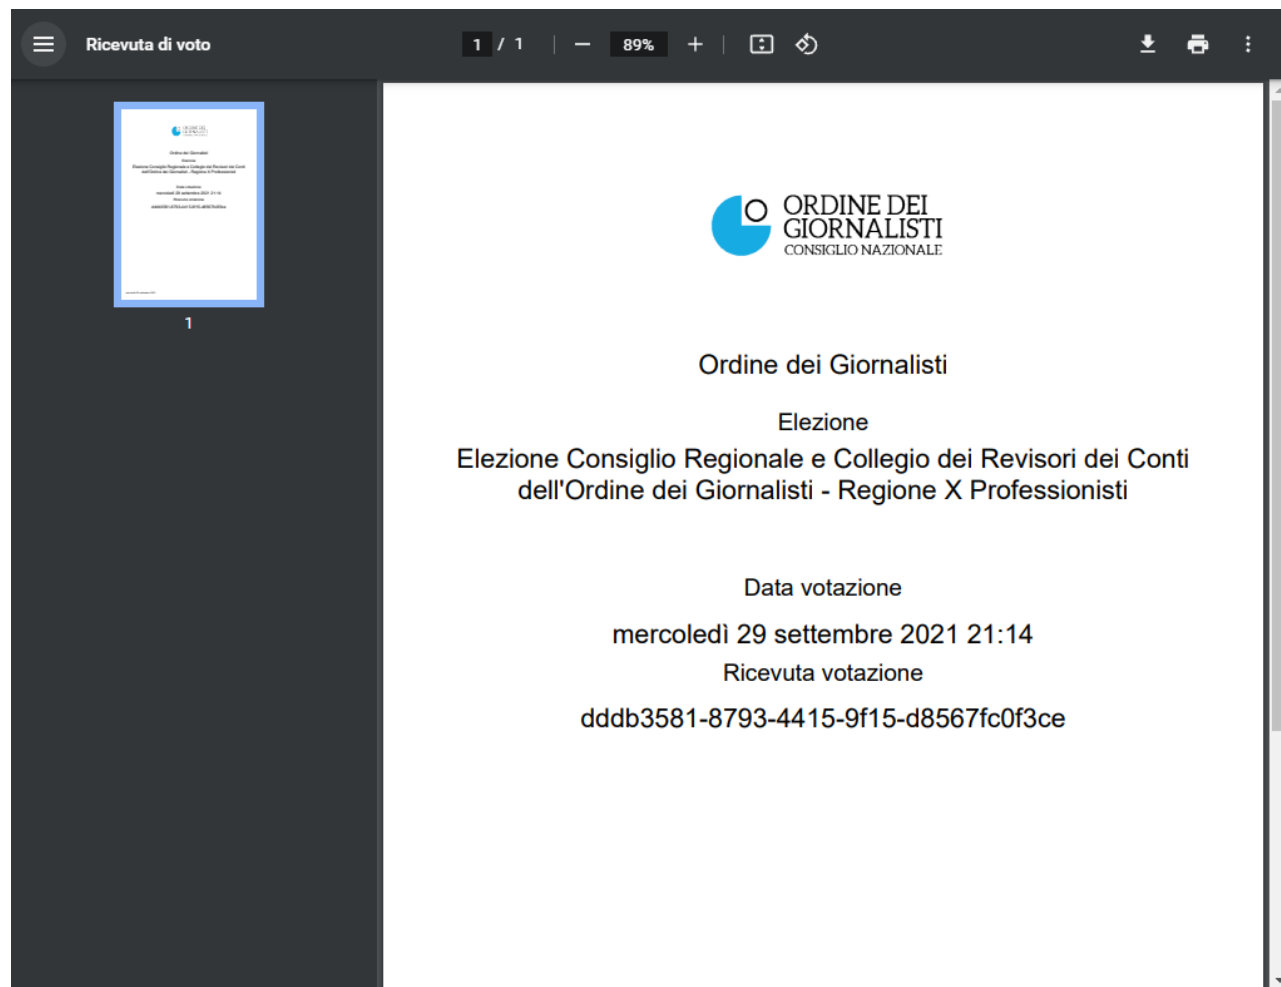 Ricevuta di voto
1 / 1
89%
ORDINE DEI
GIORNALISTI
CONSIGLIO NAZIONALE
Ordine dei Giornalisti
Elezione
Elezione Consiglio Regionale e Collegio dei Revisori dei Conti
dell'Ordine dei Giornalisti - Regione X Professionisti
Data votazione
mercoledì 29 settembre 2021 21:14
Ricevuta votazione
dddb3581-8793-4415-9f15-d8567fc0f3ce
1